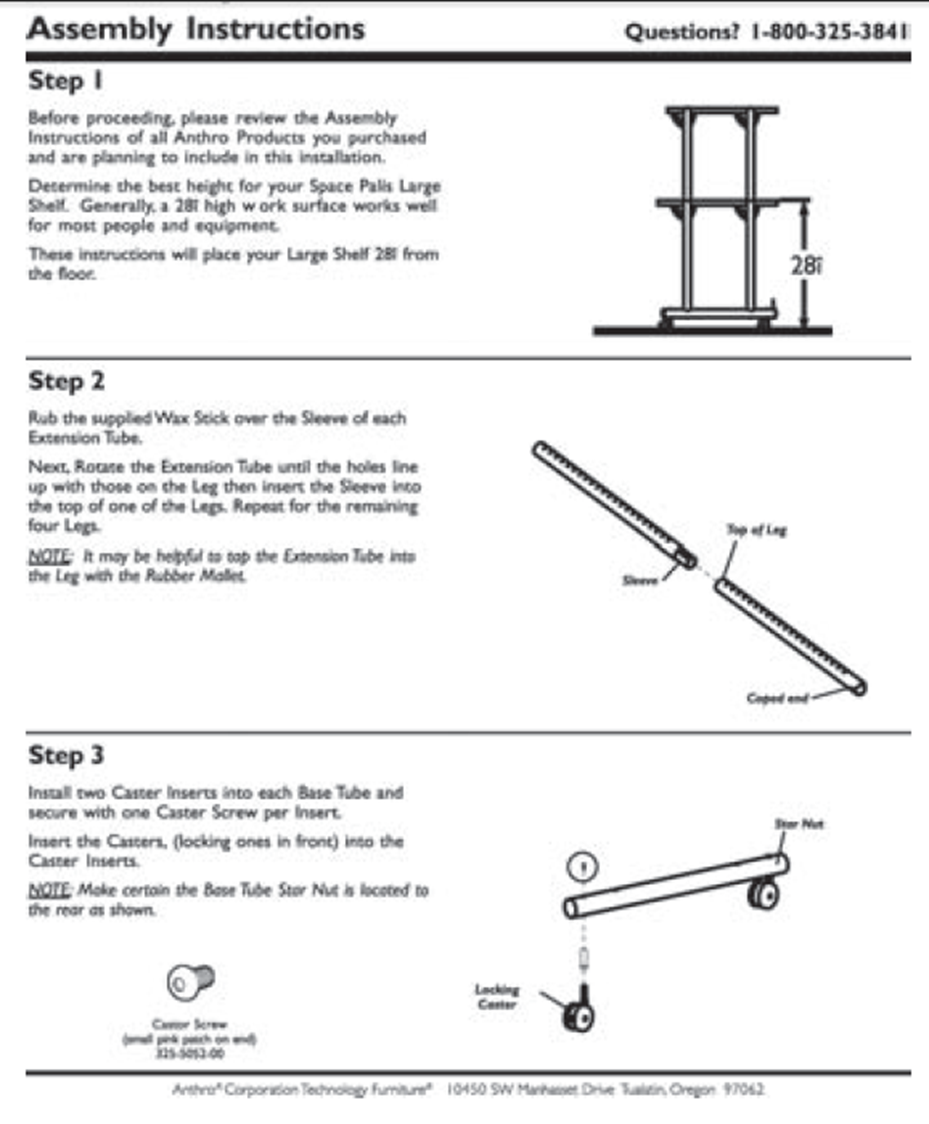 Assembly Instructions
Questions? 1-800-325-3841
Step 1
Before proceeding, please review the Assembly
Instructions of all Anthro Products you purchased
and are planning to include in this installation.
Determine the best height for your Space Palis Large
Shelf. Generally, a 28î high w ork surface works well
for most people and equipment.
These instructions will place your Large Shelf 28î from
the floor.
28î
Step 2
Rub the supplied Wax Stick over the Sleeve of each
Extension Tube.
Next, Rotate the Extension Tube until the holes line
up with those on the Leg then insert the Sleeve into
the top of one of the Legs. Repeat for the remaining
four Legs.
NOTE: It may be helpful to tap the Extension Tube into
the Leg with the Rubber Mallet.
Top of Leg
Sleeve
Coped end
Step 3
Install two Caster Inserts into each Base Tube and
secure with one Caster Screw per Insert.
Insert the Casters, (locking ones in front) into the
Caster Inserts.
NOTE: Make certain the Base Tube Star Nut is located to
the rear as shown.
Star Nut
Locking
Caster
Castor Screw
(small pink patch on end)
325-5052-00
Anthro® Corporation Technology Furniture® 10450 SW Manhasset Drive Tualatin, Oregon 97062